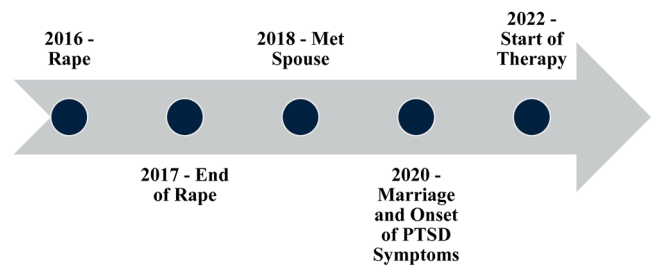 2016 -
Rape
2017 - End
of Rape
2018 - Met
Spouse
2020 -
Marriage
and Onset
of PTSD
Symptoms
2022 -
Start of
Therapy